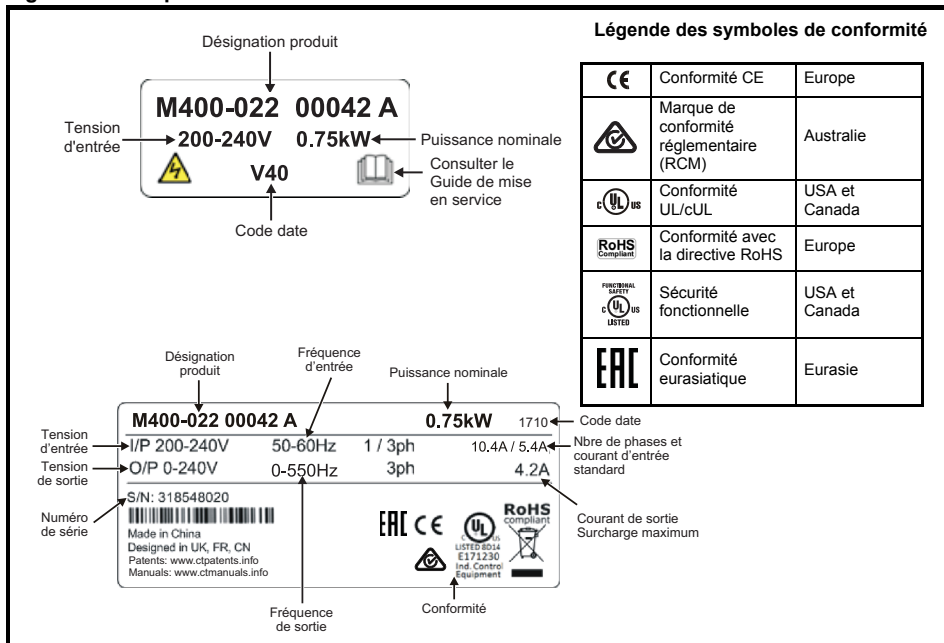 Désignation produit
M400-022 00042 A
Tension
d'entrée
200-240V 0.75kW
Puissance nominale
V40
Consulter le
Guide de mise
en service
Code date
Légende des symboles de conformité
CE Conformité CE Europe
Marque de
conformité
réglementaire
(RCM)
Australie
c UL us
Conformité
UL/cUL
USA et
Canada
RoHS
Compliant
Conformité avec
la directive RoHS
Europe
FUNCTIONAL
SAFETY
c UL us
LISTED
Sécurité
fonctionnelle
USA et
Canada
EAC
Conformité
eurasiatique
Eurasie
Désignation
produit
Fréquence
d'entrée
Puissance nominale
M400-022 00042 A 0.75kW 1710
Code date
Tension
d'entrée
I/P 200-240V 50-60Hz 1 / 3ph 10.4A / 5.4A
Nbre de phases et
courant d'entrée
standard
Tension
de sortie
O/P 0-240V 0-550Hz 3ph 4.2A
Courant de sortie
Surcharge maximum
Numéro
de série
S/N: 318548020
Made in China
Designed in UK, FR, CN
Patents: www.ctpatents.info
Manuals: www.ctmanuals.info
EAC CE
c UL us
LISTED 8D14
E171230
Ind. Control
Equipment
RoHS
compliant
Fréquence
de sortie
Conformité